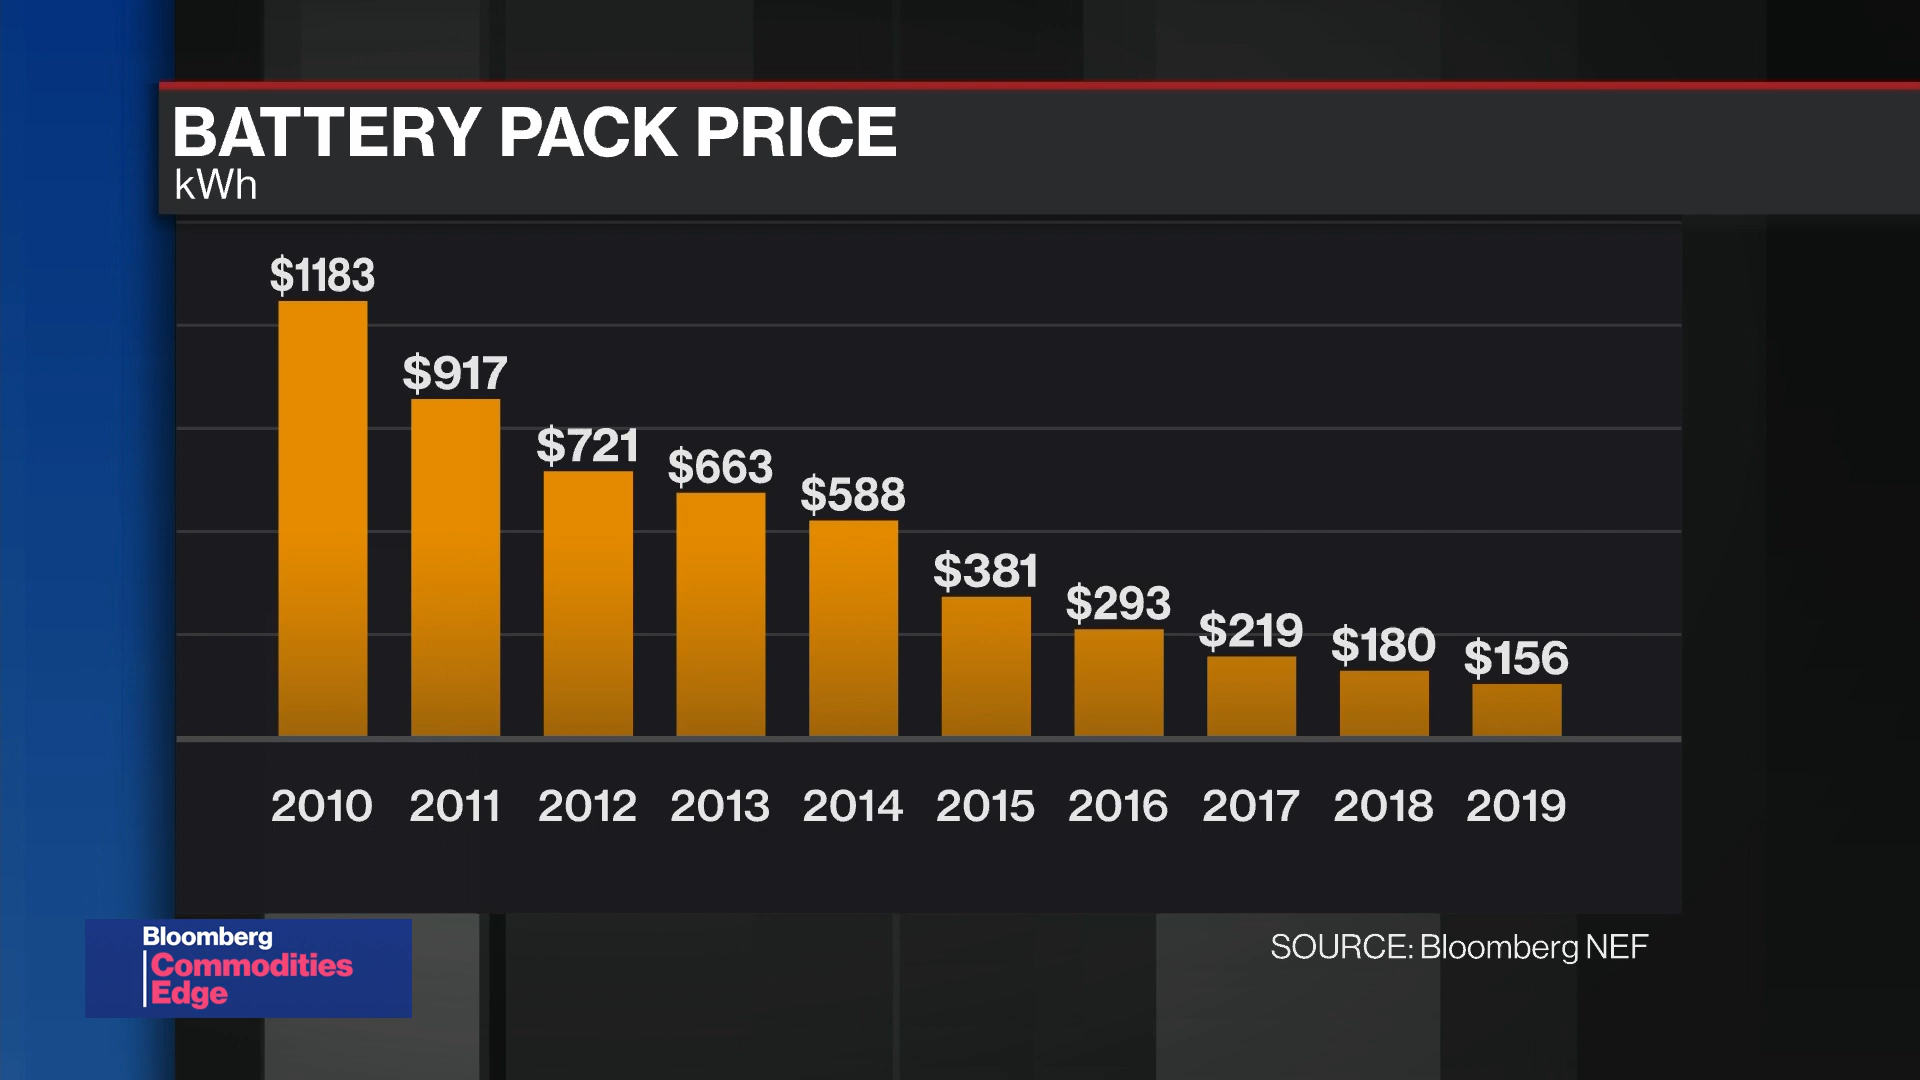 BATTERY PACK PRICE
kWh
$1183
$917
$721
$663
$588
$381
$293
$219
$180
$156
2010 2011 2012 2013 2014 2015 2016 2017 2018 2019
Bloomberg
Commodities
Edge
SOURCE: Bloomberg NEF